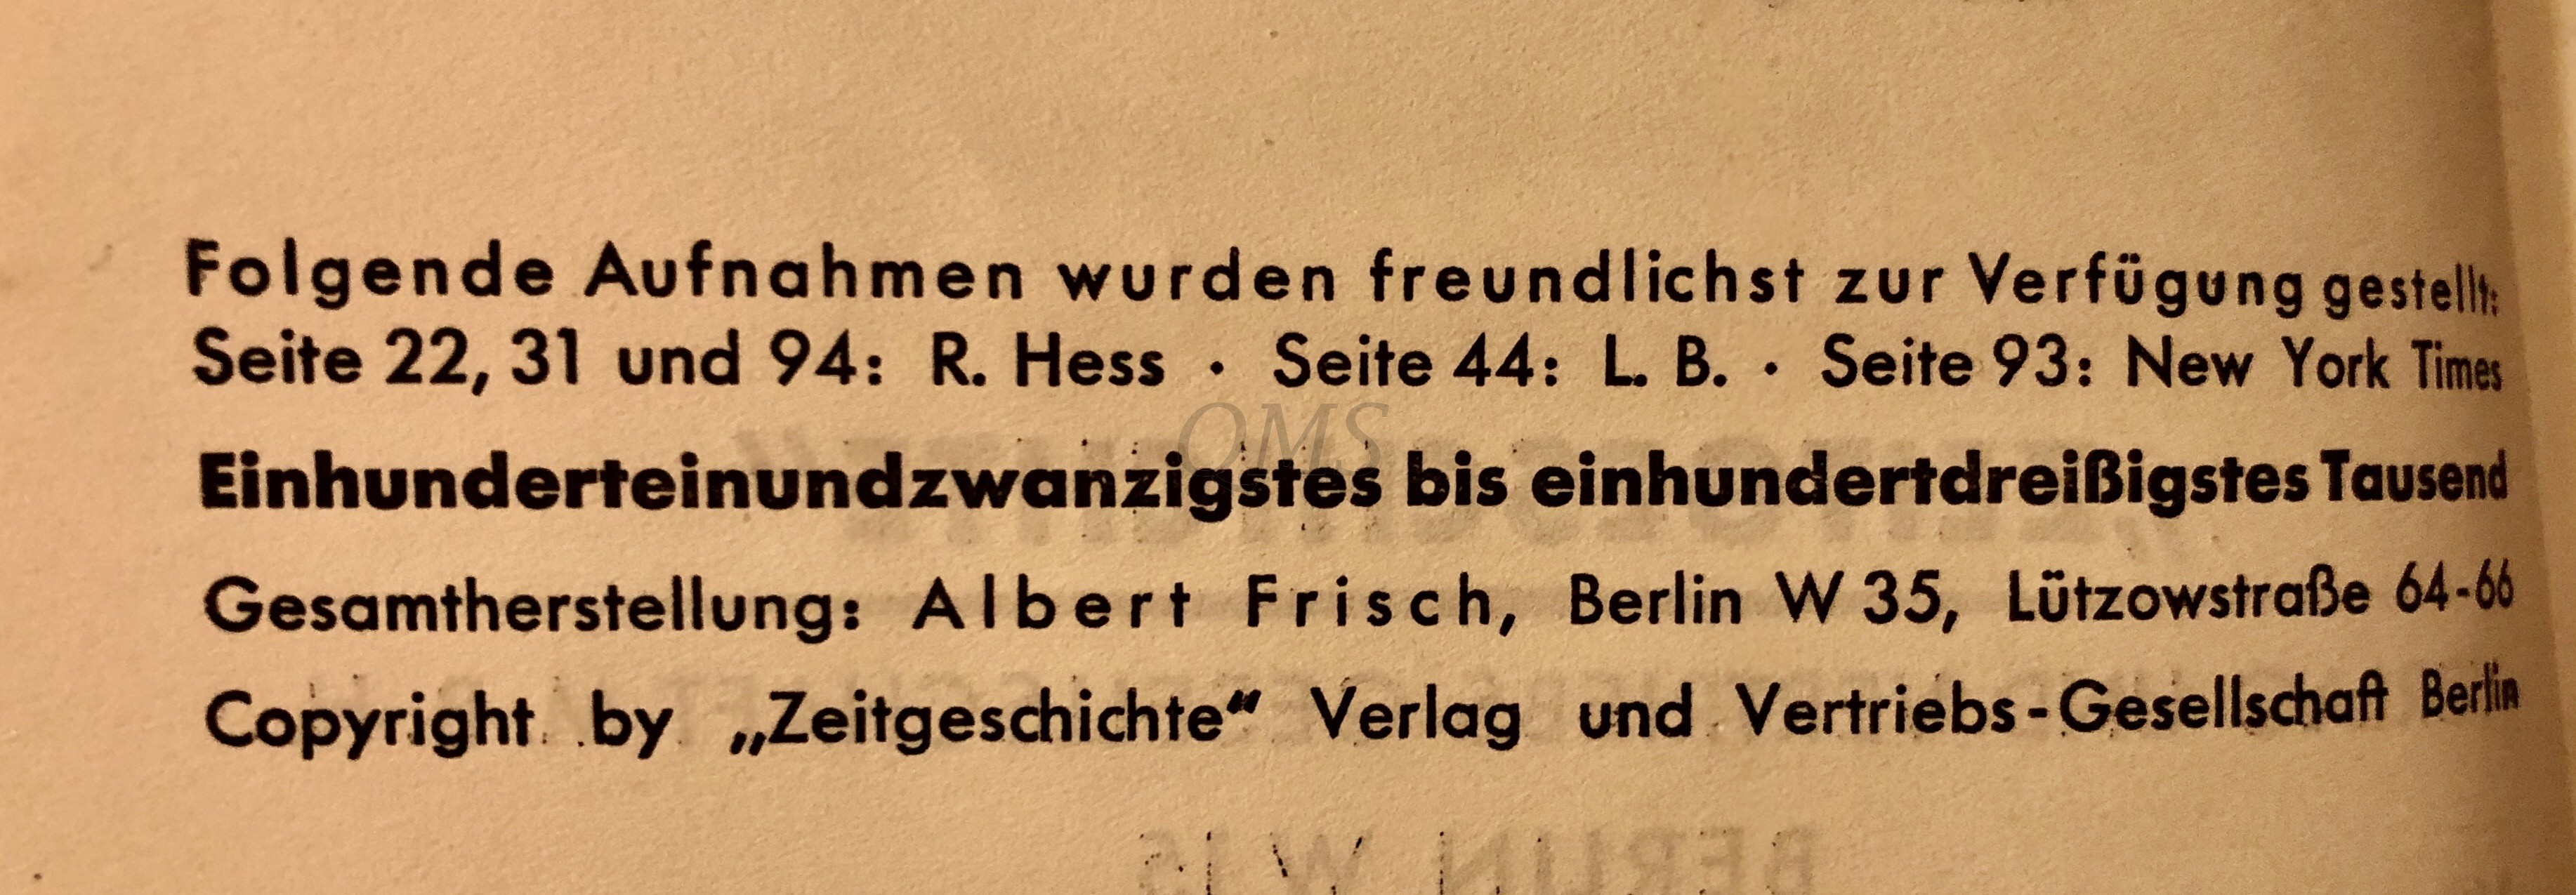 Folgende Aufnahmen wurden freundlichst zur Verfügung gestellt:
Seite 22, 31 und 94: R. Hess · Seite 44: L. B. · Seite 93: New York Times
OMS
Einhunderteinundzwanzigstes bis einhundertdreißigstes Tausend
Gesamtherstellung: Albert Frisch, Berlin W 35, Lützowstraße 64-66
Copyright by „Zeitgeschichte“ Verlag und Vertriebs-Gesellschaft Berlin
BERLIN W 15